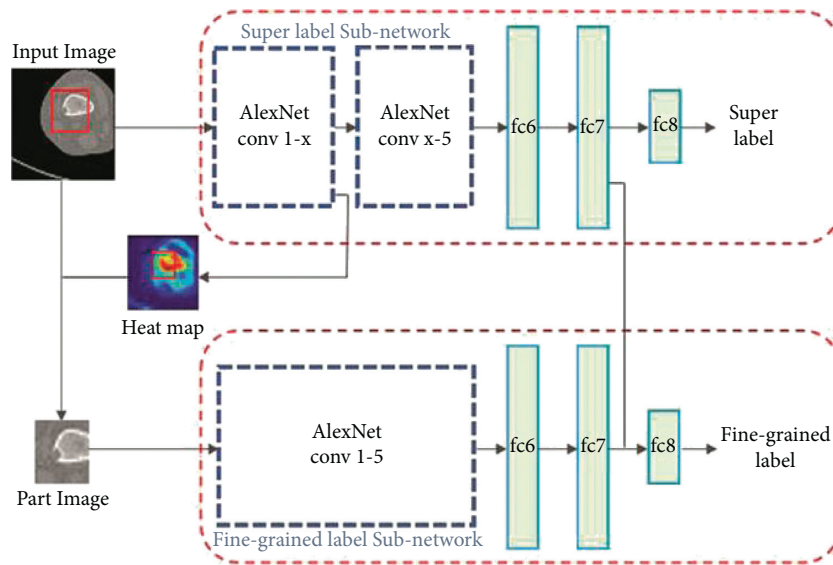 Input Image
Super label Sub-network
AlexNet
conv 1-x
AlexNet
conv x-5
fc6
fc7
fc8
Super
label
Heat map
AlexNet
conv 1-5
fc6
fc7
fc8
Fine-grained
label
Part Image
Fine-grained label Sub-network